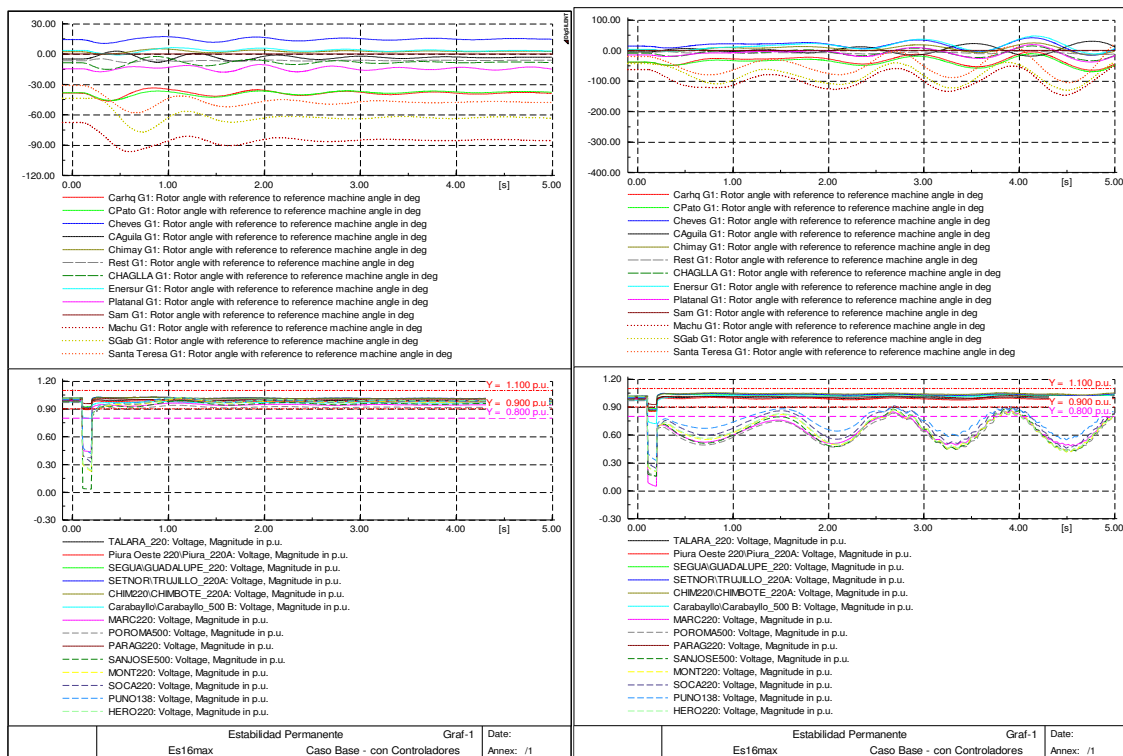 30.00
0.00
-30.00
-60.00
-90.00
-120.00
0.00 1.00 2.00 3.00 4.00 [s] 5.00
DIgSILENT
Carhq G1: Rotor angle with reference to reference machine angle in deg
CPato G1: Rotor angle with reference to reference machine angle in deg
Cheves G1: Rotor angle with reference to reference machine angle in deg
CAguila G1: Rotor angle with reference to reference machine angle in deg
Chimay G1: Rotor angle with reference to reference machine angle in deg
Rest G1: Rotor angle with reference to reference machine angle in deg
CHAGLLA G1: Rotor angle with reference to reference machine angle in deg
Enersur G1: Rotor angle with reference to reference machine angle in deg
Platanal G1: Rotor angle with reference to reference machine angle in deg
Sam G1: Rotor angle with reference to reference machine angle in deg
Machu G1: Rotor angle with reference to reference machine angle in deg
SGab G1: Rotor angle with reference to reference machine angle in deg
Santa Teresa G1: Rotor angle with reference to reference machine angle in deg
1.20
0.90
0.60
0.30
0.00
-0.30
0.00 1.00 2.00 3.00 4.00 [s] 5.00
Y = 1.100 p.u.
Y = 0.900 p.u.
Y = 0.800 p.u.
TALARA_220: Voltage, Magnitude in p.u.
Piura Oeste 220\Piura_220A: Voltage, Magnitude in p.u.
SEGUA\GUADALUPE_220: Voltage, Magnitude in p.u.
SETNOR\TRUJILLO_220A: Voltage, Magnitude in p.u.
CHIM220\CHIMBOTE_220A: Voltage, Magnitude in p.u.
Carabayllo\Carabayllo_500 B: Voltage, Magnitude in p.u.
MARC220: Voltage, Magnitude in p.u.
POROMA500: Voltage, Magnitude in p.u.
PARAG220: Voltage, Magnitude in p.u.
SANJOSE500: Voltage, Magnitude in p.u.
MONT220: Voltage, Magnitude in p.u.
SOCA220: Voltage, Magnitude in p.u.
PUNO138: Voltage, Magnitude in p.u.
HERO220: Voltage, Magnitude in p.u.
Estabilidad Permanente Graf-1 Date:
Es16max Caso Base - con Controladores Annex: /1
100.00
0.00
-100.00
-200.00
-300.00
-400.00
0.00 1.00 2.00 3.00 4.00 [s] 5.00
Carhq G1: Rotor angle with reference to reference machine angle in deg
CPato G1: Rotor angle with reference to reference machine angle in deg
Cheves G1: Rotor angle with reference to reference machine angle in deg
CAguila G1: Rotor angle with reference to reference machine angle in deg
Chimay G1: Rotor angle with reference to reference machine angle in deg
Rest G1: Rotor angle with reference to reference machine angle in deg
CHAGLLA G1: Rotor angle with reference to reference machine angle in deg
Enersur G1: Rotor angle with reference to reference machine angle in deg
Platanal G1: Rotor angle with reference to reference machine angle in deg
Sam G1: Rotor angle with reference to reference machine angle in deg
Machu G1: Rotor angle with reference to reference machine angle in deg
SGab G1: Rotor angle with reference to reference machine angle in deg
Santa Teresa G1: Rotor angle with reference to reference machine angle in deg
1.20
0.90
0.60
0.30
0.00
-0.30
0.00 1.00 2.00 3.00 4.00 [s] 5.00
Y = 1.100 p.u.
Y = 0.900 p.u.
Y = 0.800 p.u.
TALARA_220: Voltage, Magnitude in p.u.
Piura Oeste 220\Piura_220A: Voltage, Magnitude in p.u.
SEGUA\GUADALUPE_220: Voltage, Magnitude in p.u.
SETNOR\TRUJILLO_220A: Voltage, Magnitude in p.u.
CHIM220\CHIMBOTE_220A: Voltage, Magnitude in p.u.
Carabayllo\Carabayllo_500 B: Voltage, Magnitude in p.u.
MARC220: Voltage, Magnitude in p.u.
POROMA500: Voltage, Magnitude in p.u.
PARAG220: Voltage, Magnitude in p.u.
SANJOSE500: Voltage, Magnitude in p.u.
MONT220: Voltage, Magnitude in p.u.
SOCA220: Voltage, Magnitude in p.u.
PUNO138: Voltage, Magnitude in p.u.
HERO220: Voltage, Magnitude in p.u.
Estabilidad Permanente Graf-1 Date:
Es16max Caso Base - con Controladores Annex: /1